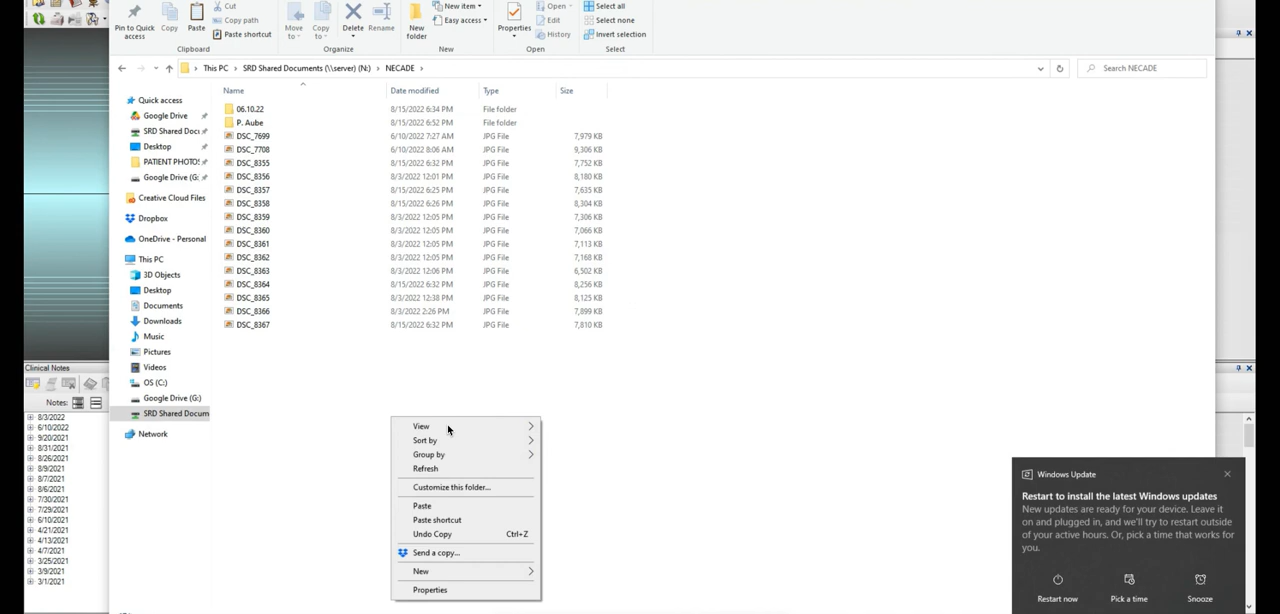 Cut
Copy path
Paste shortcut
Pin to Quick access
Copy
Paste
Clipboard
Move to
Copy to
Delete
Rename
Organize
New folder
New item
Easy access
New
Properties
Open
Edit
History
Open
Select all
Select none
Invert selection
Select
This PC > SRD Shared Documents (\\server) (N:) > NECADE >
Search NECADE
Name Date modified Type Size
06.10.22 8/15/2022 6:34 PM File folder
P. Aube 8/15/2022 6:52 PM File folder
DSC_7699 6/10/2022 7:27 AM JPG File 7,979 KB
DSC_7708 6/10/2022 8:06 AM JPG File 9,306 KB
DSC_8355 8/15/2022 6:32 PM JPG File 7,752 KB
DSC_8356 8/3/2022 12:01 PM JPG File 8,180 KB
DSC_8357 8/15/2022 6:25 PM JPG File 7,635 KB
DSC_8358 8/15/2022 6:26 PM JPG File 8,304 KB
DSC_8359 8/3/2022 12:05 PM JPG File 7,306 KB
DSC_8360 8/3/2022 12:05 PM JPG File 7,066 KB
DSC_8361 8/3/2022 12:05 PM JPG File 7,113 KB
DSC_8362 8/3/2022 12:05 PM JPG File 7,168 KB
DSC_8363 8/3/2022 12:06 PM JPG File 6,502 KB
DSC_8364 8/15/2022 6:32 PM JPG File 8,256 KB
DSC_8365 8/3/2022 12:38 PM JPG File 8,125 KB
DSC_8366 8/3/2022 2:26 PM JPG File 7,899 KB
DSC_8367 8/15/2022 6:32 PM JPG File 7,810 KB
Quick access
Google Drive
SRD Shared Docu
Desktop
PATIENT PHOTOS
Google Drive (G:
Creative Cloud Files
Dropbox
OneDrive - Personal
This PC
3D Objects
Desktop
Documents
Downloads
Music
Pictures
Videos
OS (C:)
Google Drive (G:)
SRD Shared Docum
Network
Clinical Notes
Notes:
8/3/2022
6/10/2022
9/20/2021
8/31/2021
8/26/2021
8/9/2021
8/7/2021
8/6/2021
7/30/2021
7/29/2021
6/10/2021
4/21/2021
4/13/2021
4/7/2021
3/25/2021
3/9/2021
3/1/2021
View
Sort by
Group by
Refresh
Customize this folder...
Paste
Paste shortcut
Undo Copy Ctrl+Z
Send a copy...
New
Properties
Windows Update
Restart to install the latest Windows updates
New updates are ready for your device. Leave it
on and plugged in, and we'll try to restart outside
of your active hours. Or, pick a time that works for
you.
Restart now Pick a time Snooze